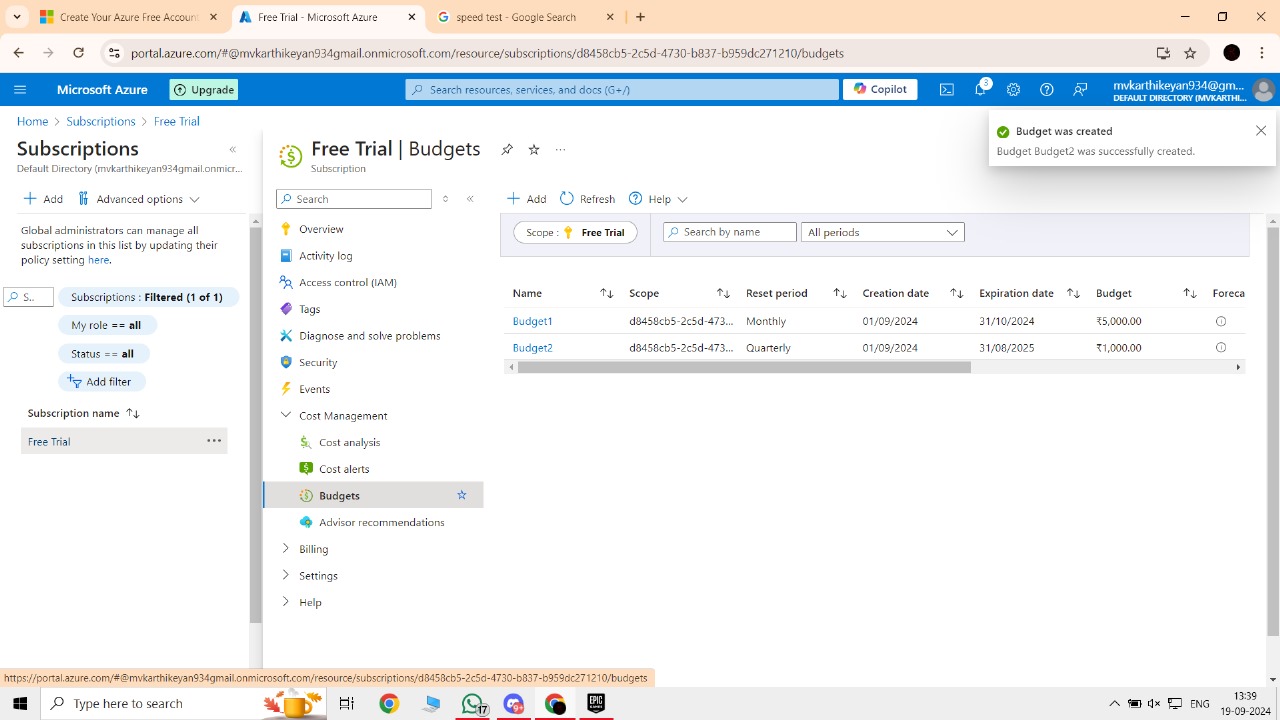 Create Your Azure Free Account
Free Trial - Microsoft Azure
speed test - Google Search
portal.azure.com/#@mvkarthikeyan934gmail.onmicrosoft.com/resource/subscriptions/d8458cb5-2c5d-4730-b837-b959dc271210/budgets
Microsoft Azure
Upgrade
Search resources, services, and docs (G+/)
Copilot
3
mvkarthikeyan934@gm...
DEFAULT DIRECTORY (MVKARTHI...
Home > Subscriptions > Free Trial
Budget was created
Budget Budget2 was successfully created.
Subscriptions
Default Directory (mvkarthikeyan934gmail.onmicr...
Add
Advanced options
Global administrators can manage all
subscriptions in this list by updating their
policy setting here.
S..
Subscriptions : Filtered (1 of 1)
My role == all
Status == all
Add filter
Subscription name
Free Trial
Free Trial | Budgets
Subscription
Search
Overview
Activity log
Access control (IAM)
Tags
Diagnose and solve problems
Security
Events
Cost Management
Cost analysis
Cost alerts
Budgets
Advisor recommendations
Billing
Settings
Help
Add Refresh Help
Scope : Free Trial
Search by name
All periods
Name Scope Reset period Creation date Expiration date Budget Foreca
Budget1 d8458cb5-2c5d-473... Monthly 01/09/2024 31/10/2024 ₹5,000.00
Budget2 d8458cb5-2c5d-473... Quarterly 01/09/2024 31/08/2025 ₹1,000.00
https://portal.azure.com/#@mvkarthikeyan934gmail.onmicrosoft.com/resource/subscriptions/d8458cb5-2c5d-4730-b837-b959dc271210/budgets
Type here to search
17
EPIC
GAMES
ENG
13:39
19-09-2024